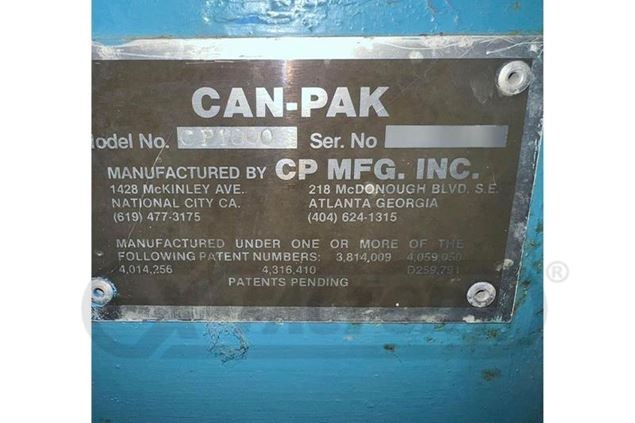 CAN-PAK
odel No. Ser. No
MANUFACTURED BY CP MFG. INC.
1428 McKINLEY AVE. 218 McDONOUGH BLVD. S.E.
NATIONAL CITY CA. ATLANTA GEORGIA
(619) 477-3175 (404) 624-1315
MANUFACTURED UNDER ONE OR MORE OF THE
FOLLOWING PATENT NUMBERS: 3,814,009 4,059,050
4,014,256 4,316,410 D259,791
PATENTS PENDING
®